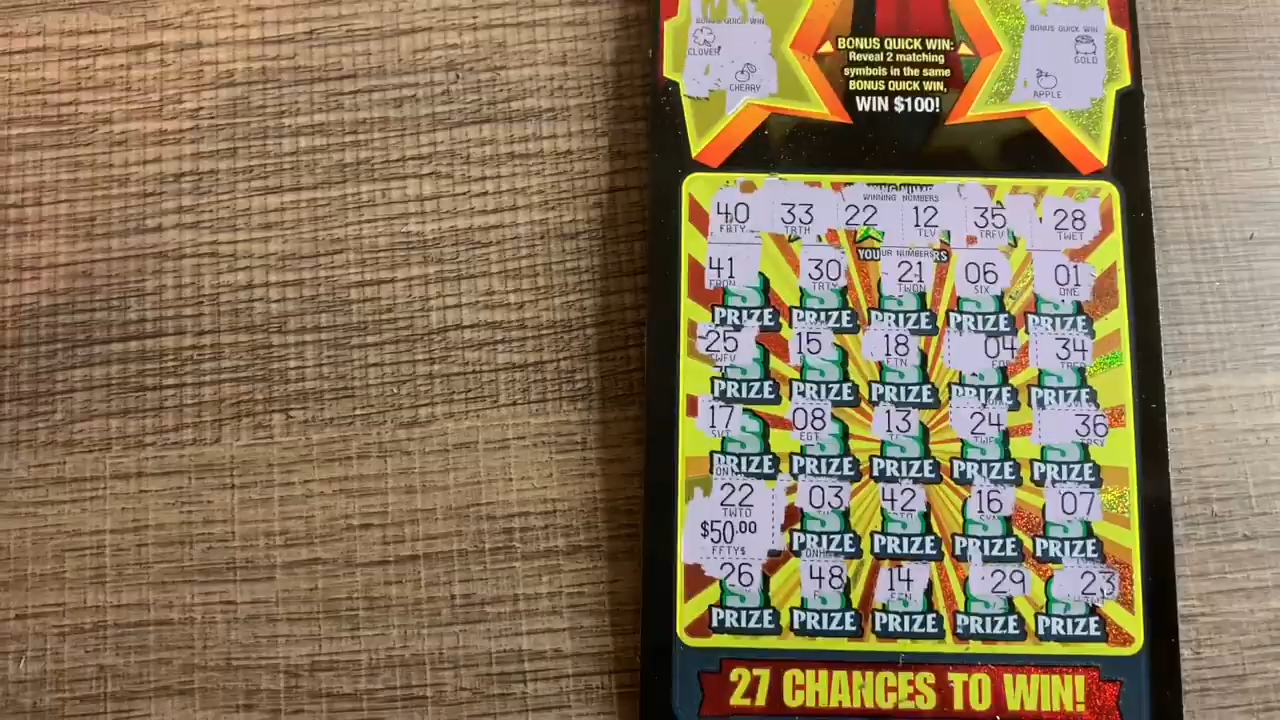 BONUS QUICK WIN
CLOVER
CHERRY
BONUS QUICK WIN:
Reveal 2 matching
symbols in the same
BONUS QUICK WIN,
WIN $100!
BONUS QUICK WIN
GOLD
APPLE
WINNING NUMBERS
40 33 22 12 35 28
FRTY TRTH TLV TRFV TWET
YOUR NUMBERS
41 30 21 06 01
TRTY TWON SIX ONE
PRIZE PRIZE PRIZE PRIZE PRIZE
25 15 18 04 34
TWFV ETN
PRIZE PRIZE PRIZE PRIZE PRIZE
17 08 13 24 36
SVT EGT TRSX
PRIZE PRIZE PRIZE PRIZE PRIZE
22 03 42 16 07
TWTO
$50.00
FFTY$
PRIZE PRIZE PRIZE PRIZE
26 48 14 29 23
PRIZE PRIZE PRIZE PRIZE PRIZE
27 CHANCES TO WIN!